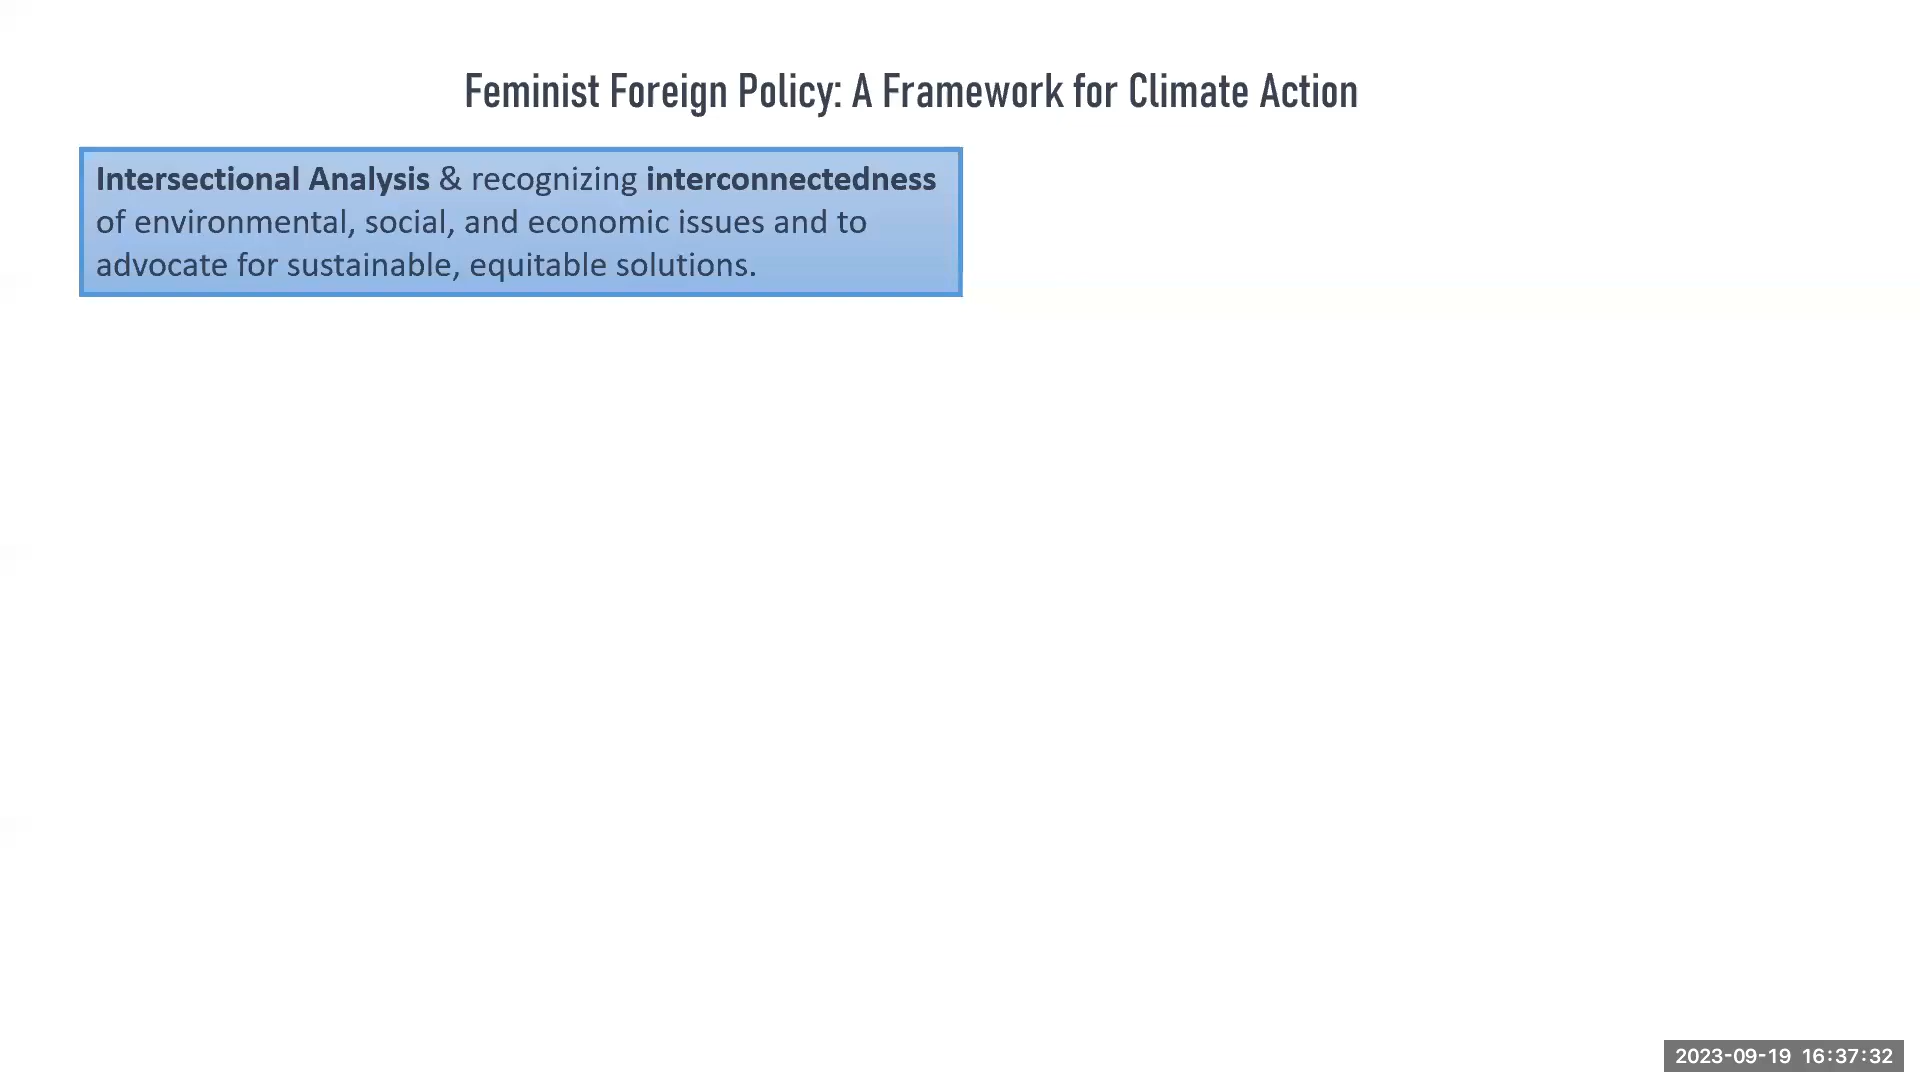 Feminist Foreign Policy: A Framework for Climate Action
Intersectional Analysis & recognizing interconnectedness
of environmental, social, and economic issues and to
advocate for sustainable, equitable solutions.
2023-09-19 16:37:32